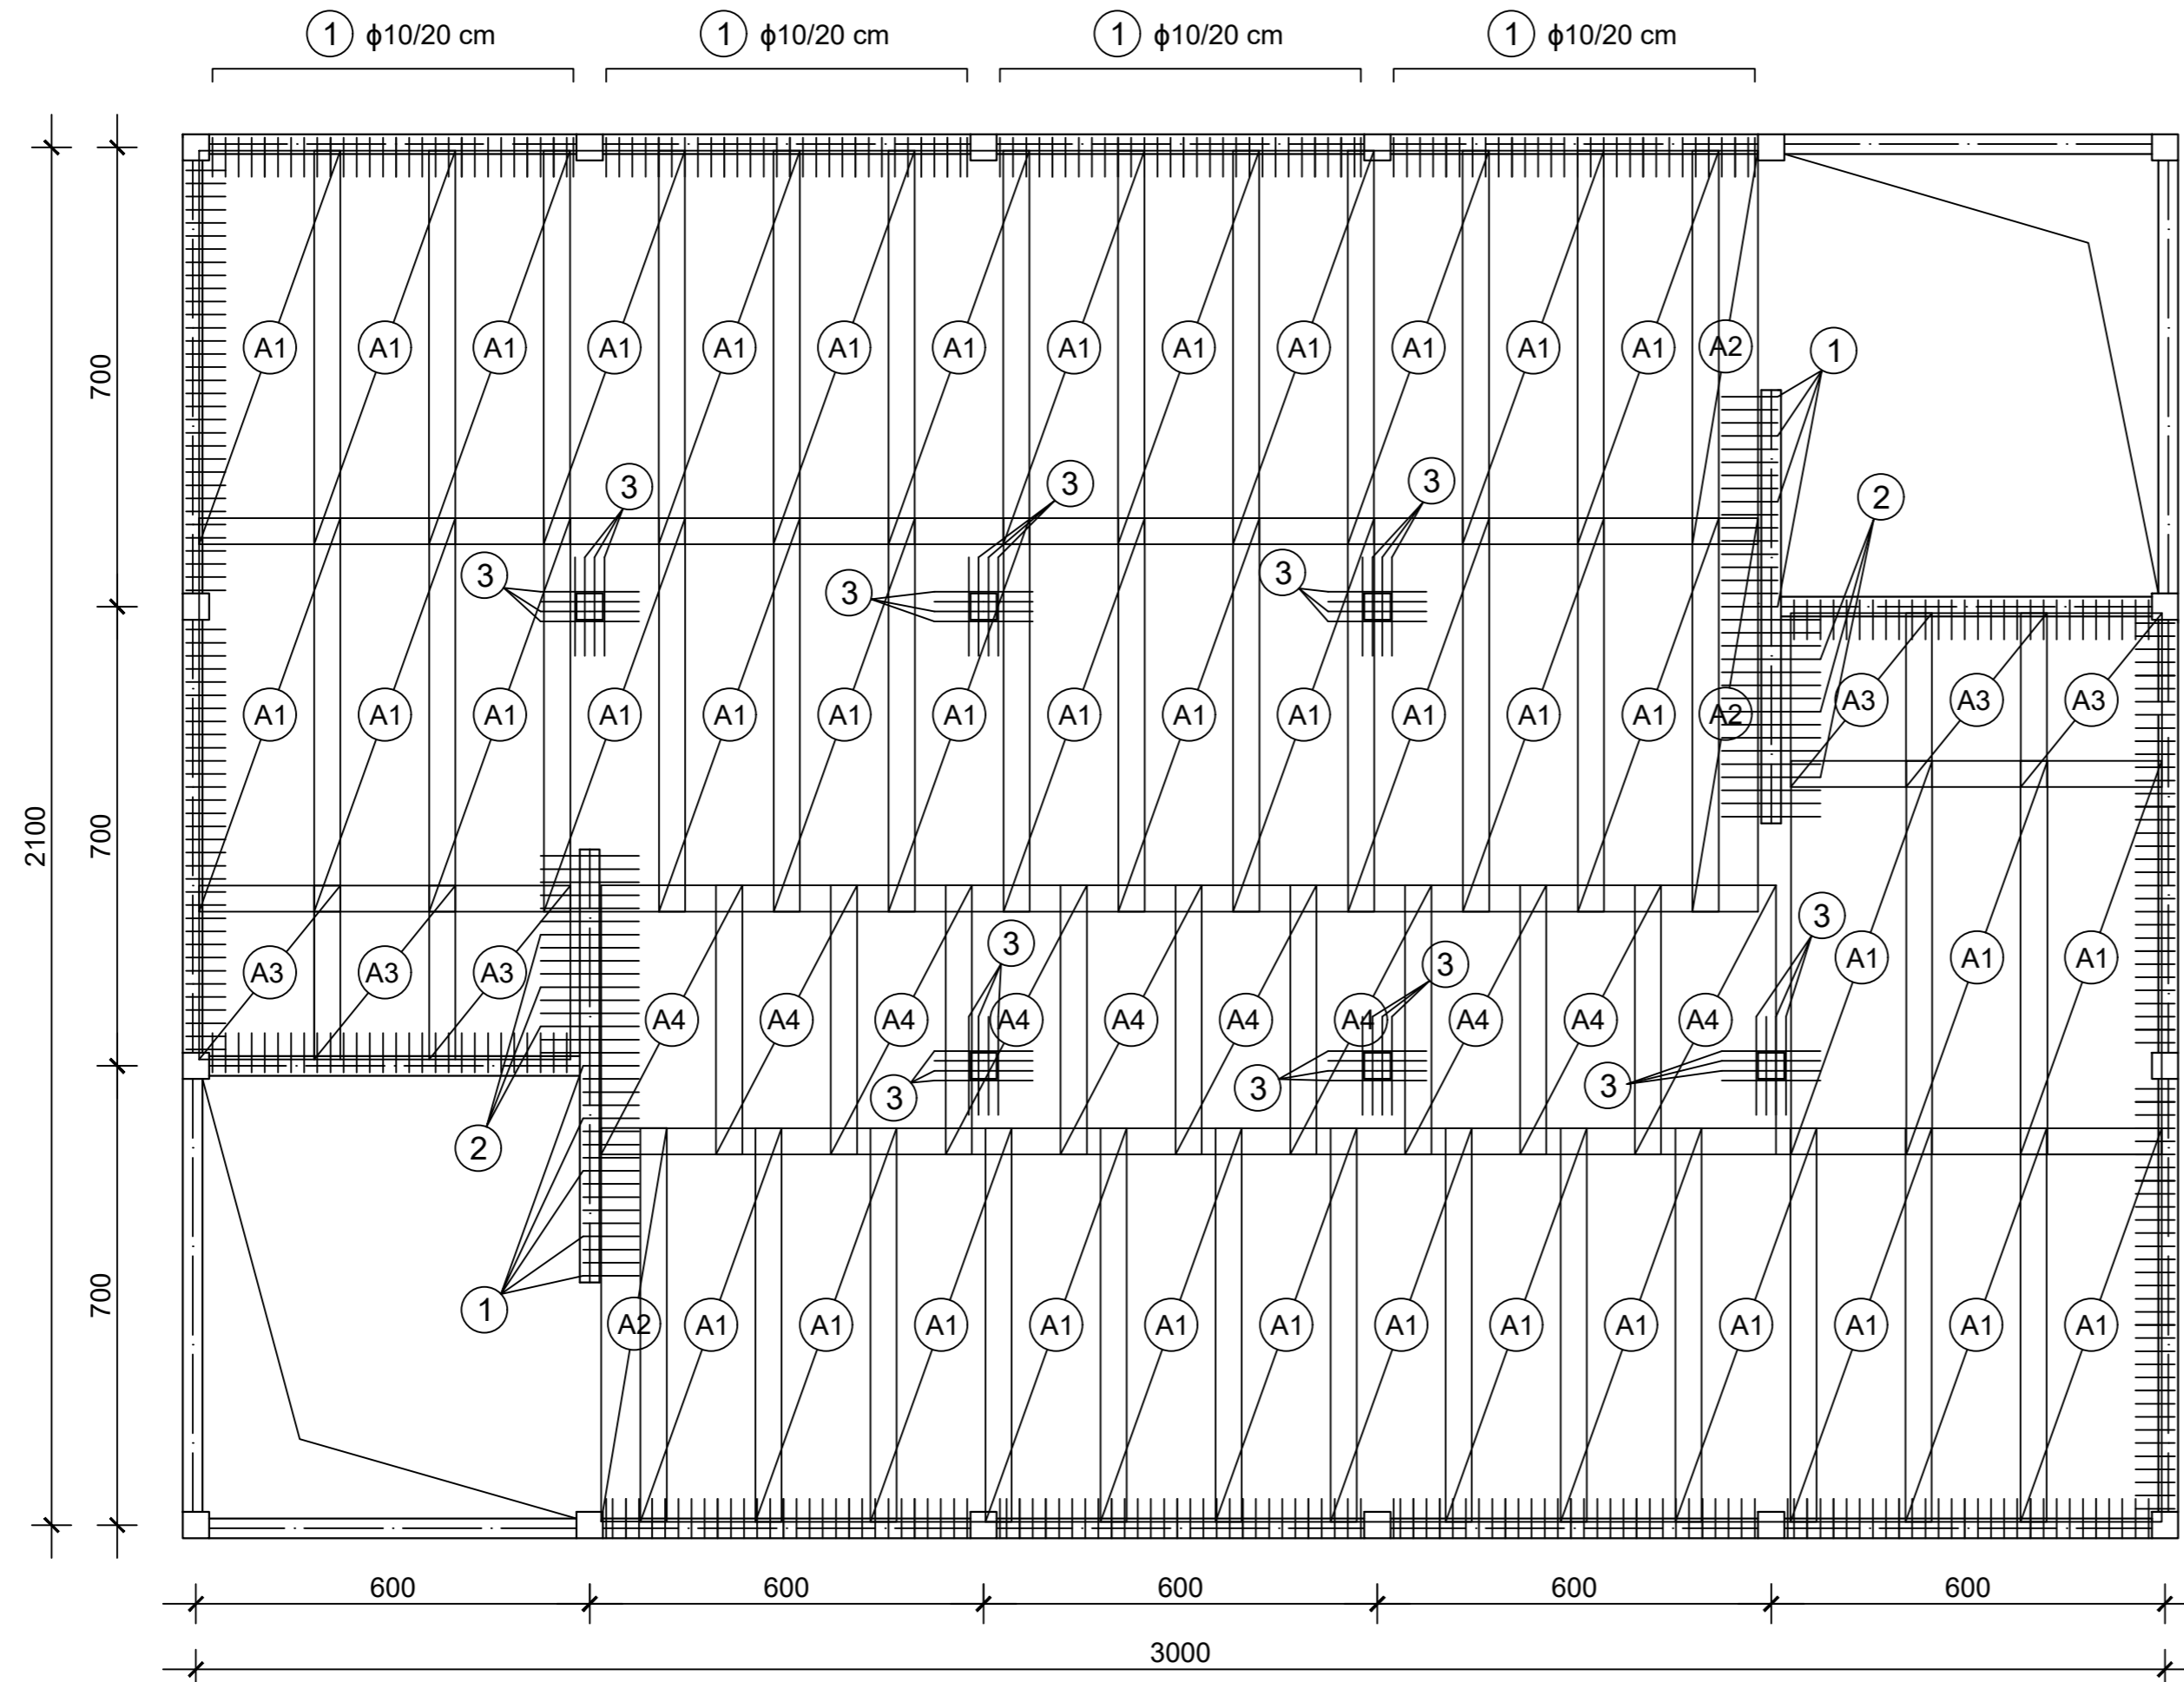 1 ϕ10/20 cm 1 ϕ10/20 cm 1 ϕ10/20 cm 1 ϕ10/20 cm
A1 A1 A1 A1 A1 A1 A1 A1 A1 A1 A1 A1 A1 A2 1
700
3 3 3 2
3 3 3
A3 A3 A3
A1 A1 A1 A1 A1 A1 A1 A1 A1 A1 A1 A1 A1 A2
2100 700
3 3 3
A1 A1 A1
A3 A3 A3
A4 A4 A4 A4 A4 A4 A4 A4 A4 A4
3 3 3
2
700
1 A2 A1 A1 A1 A1 A1 A1 A1 A1 A1 A1 A1 A1 A1
600 600 600 600 600
3000